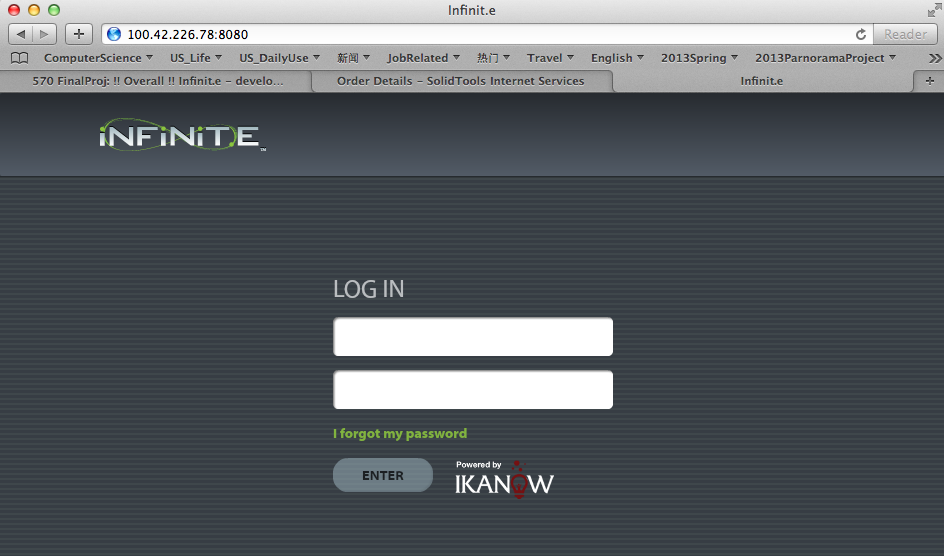 Infinit.e
100.42.226.78:8080
Reader
ComputerScience US_Life US_DailyUse 新闻 JobRelated 热门 Travel English 2013Spring 2013ParnoramaProject
570 FinalProj: !! Overall !! Infinit.e – develo... Order Details – SolidTools Internet Services Infinit.e
iNFiNiT.E™
LOG IN
I forgot my password
ENTER
Powered by
IKANOW